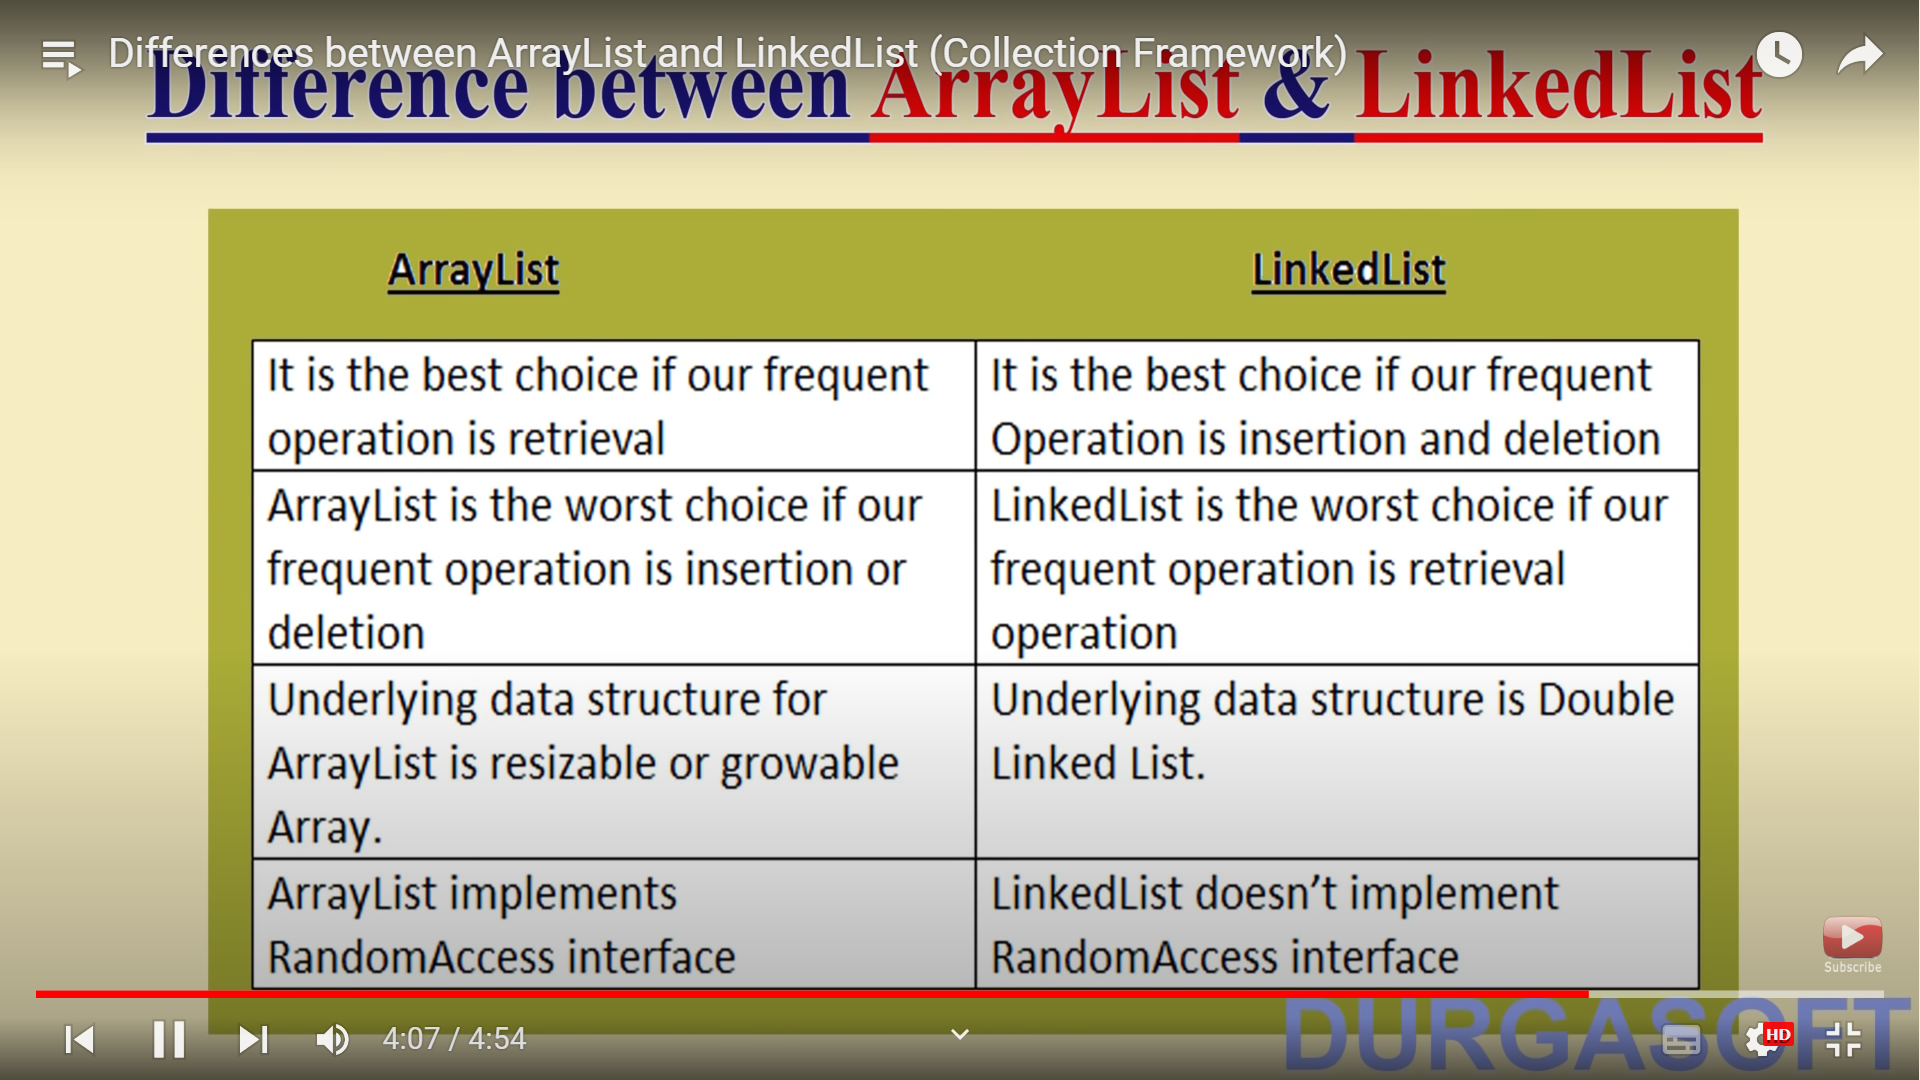 Differences between ArrayList and LinkedList (Collection Framework)
Difference between ArrayList & LinkedList
ArrayList
LinkedList
It is the best choice if our frequent
operation is retrieval
It is the best choice if our frequent
Operation is insertion and deletion
ArrayList is the worst choice if our
frequent operation is insertion or
deletion
LinkedList is the worst choice if our
frequent operation is retrieval
operation
Underlying data structure for
ArrayList is resizable or growable
Array.
Underlying data structure is Double
Linked List.
ArrayList implements
RandomAccess interface
LinkedList doesn’t implement
RandomAccess interface
Subscribe
DURGASOFT
4:07 / 4:54
HD